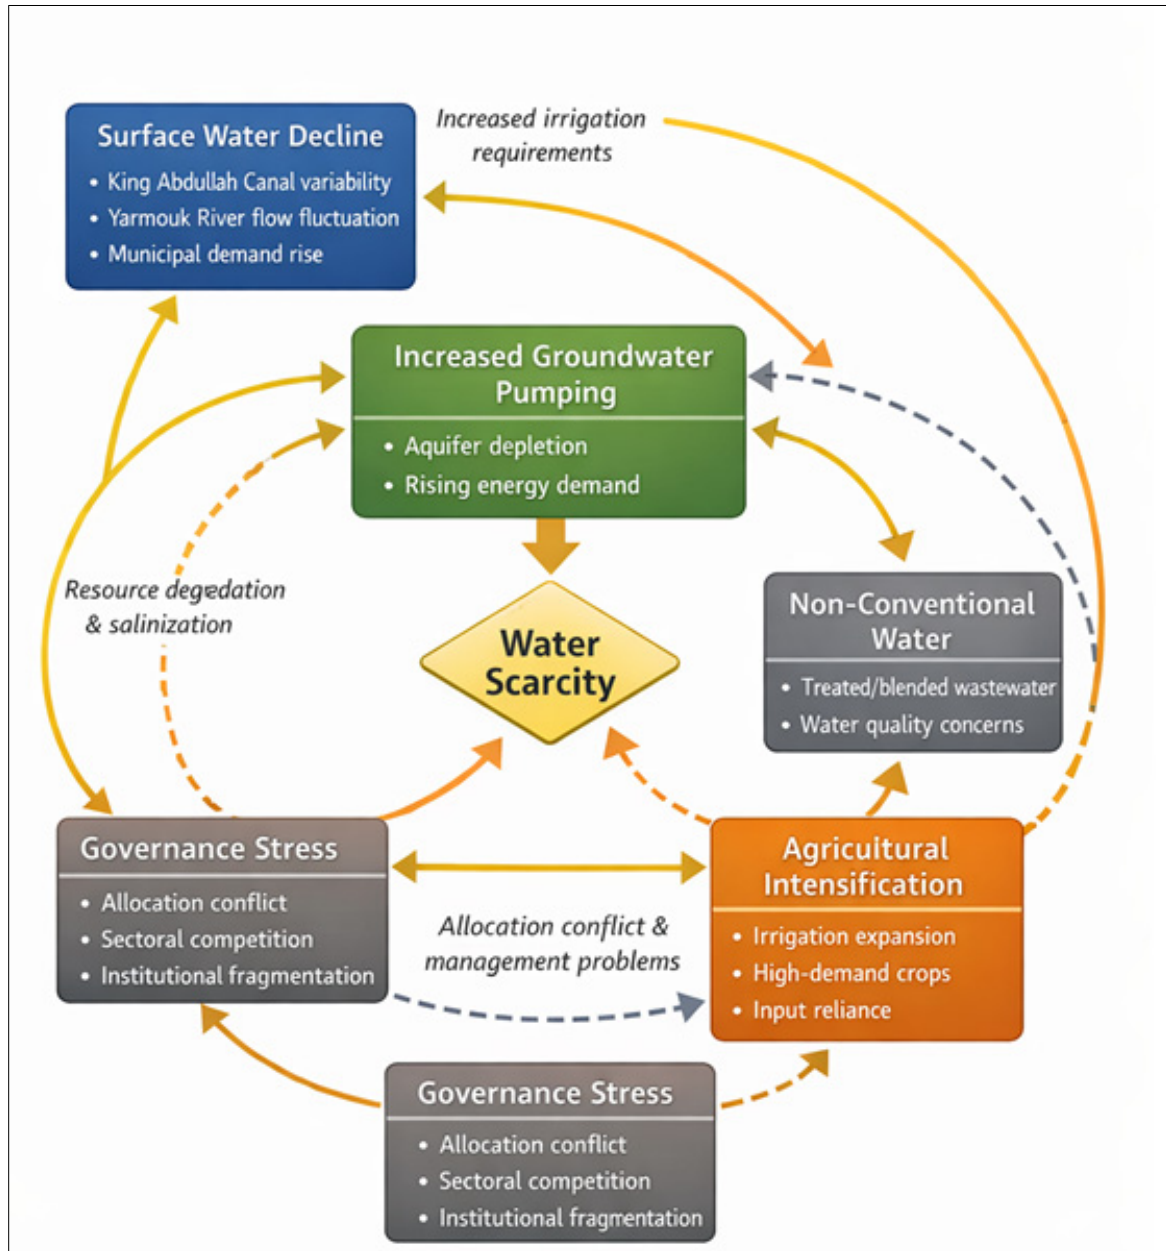 Surface Water Decline
• King Abdullah Canal variability
• Yarmouk River flow fluctuation
• Municipal demand rise
Increased irrigation
requirements
Increased Groundwater
Pumping
• Aquifer depletion
• Rising energy demand
Resource degredation
& salinization
Water
Scarcity
Non-Conventional
Water
• Treated/blended wastewater
• Water quality concerns
Governance Stress
• Allocation conflict
• Sectoral competition
• Institutional fragmentation
Allocation conflict &
management problems
Agricultural
Intensification
• Irrigation expansion
• High-demand crops
• Input reliance
Governance Stress
• Allocation conflict
• Sectoral competition
• Institutional fragmentation